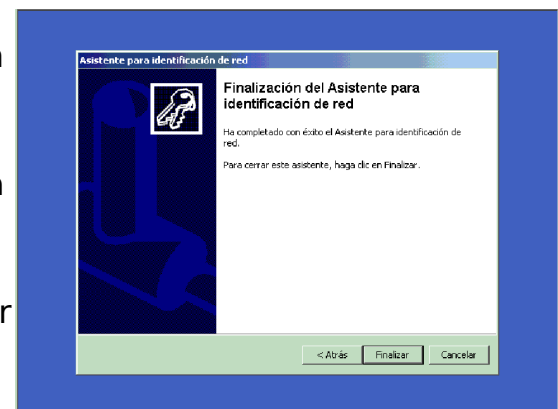 Asistente para identificación de red
Finalización del Asistente para
identificación de red
Ha completado con éxito el Asistente para identificación de
red.
Para cerrar este asistente, haga clic en Finalizar.
< Atrás Finalizar Cancelar